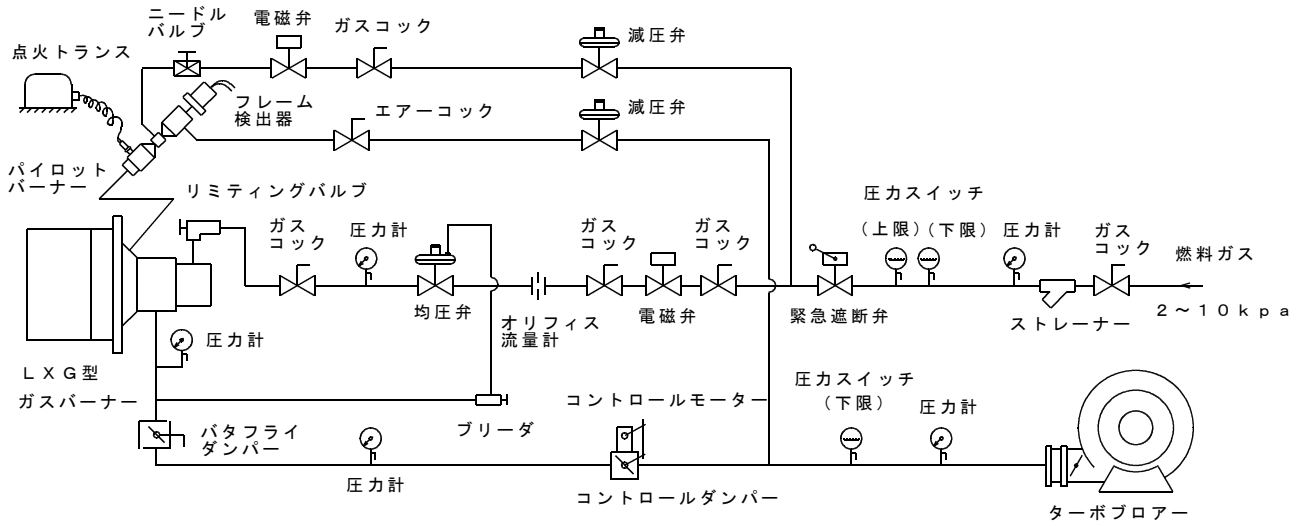 ニードル
バルブ
電磁弁
ガスコック
減圧弁
点火トランス
フレーム
検出器
エアーコック
減圧弁
パイロット
バーナー
リミティングバルブ
ガス
コック
圧力計
ガス
コック
ガス
コック
圧力スイッチ
(上限)(下限)
圧力計
ガス
コック
燃料ガス
均圧弁
オリフィス
流量計
電磁弁
緊急遮断弁
ストレーナー
2～10kpa
圧力計
LXG型
ガスバーナー
バタフライ
ダンパー
圧力計
ブリーダ
コントロールモーター
コントロールダンパー
圧力スイッチ
(下限)
圧力計
ターボブロアー